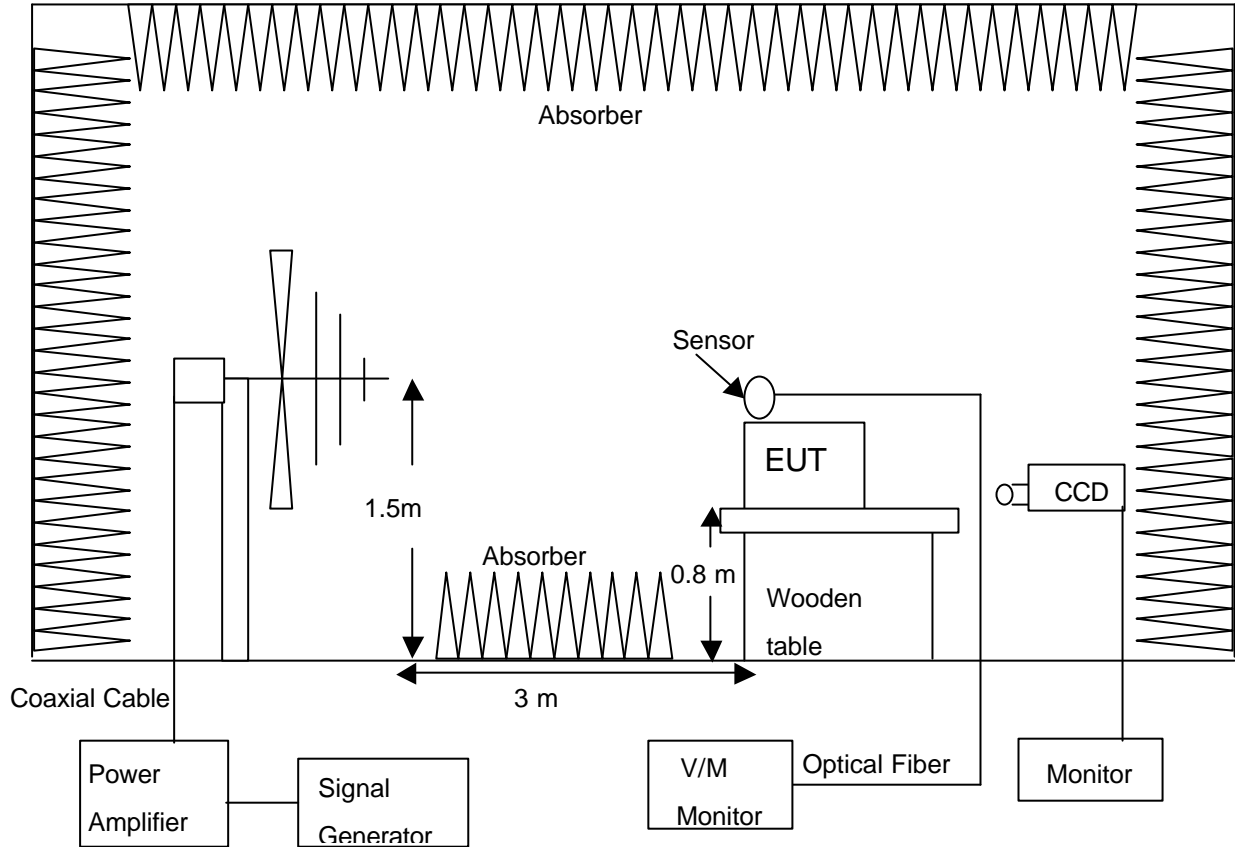 Absorber
Sensor
EUT
CCD
1.5m
Absorber
0.8 m
Wooden
table
3 m
Coaxial Cable
Power
Amplifier
Signal
Generator
V/M
Monitor
Optical Fiber
Monitor